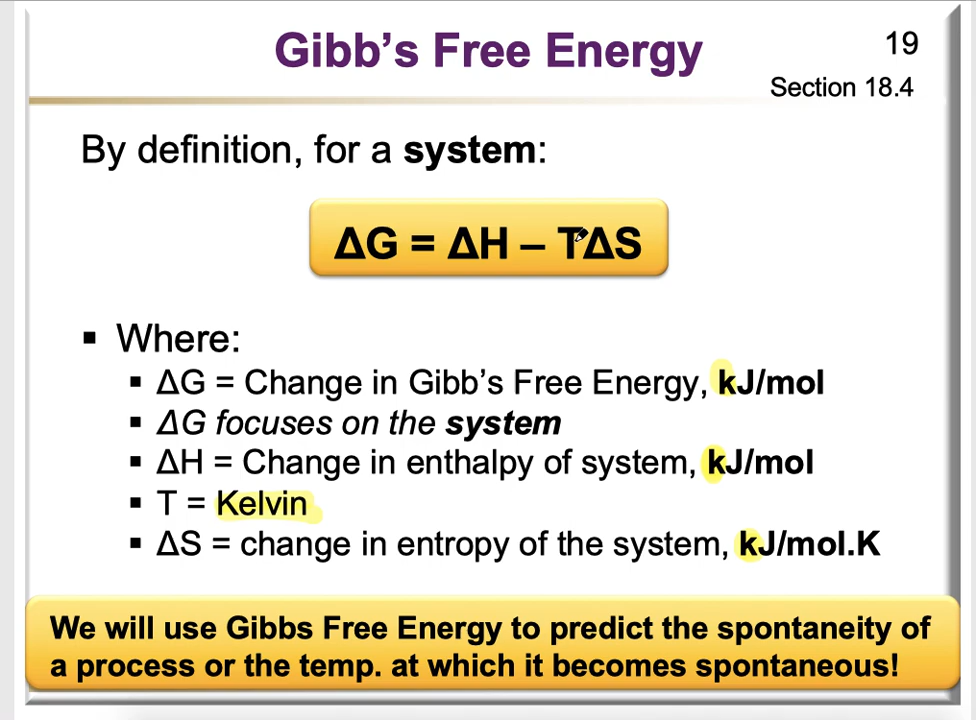 Gibb’s Free Energy
19
Section 18.4
By definition, for a system:
ΔG = ΔH – TΔS
▪ Where:
▪ ΔG = Change in Gibb’s Free Energy, kJ/mol
▪ ΔG focuses on the system
▪ ΔH = Change in enthalpy of system, kJ/mol
▪ T = Kelvin
▪ ΔS = change in entropy of the system, kJ/mol.K
We will use Gibbs Free Energy to predict the spontaneity of
a process or the temp. at which it becomes spontaneous!